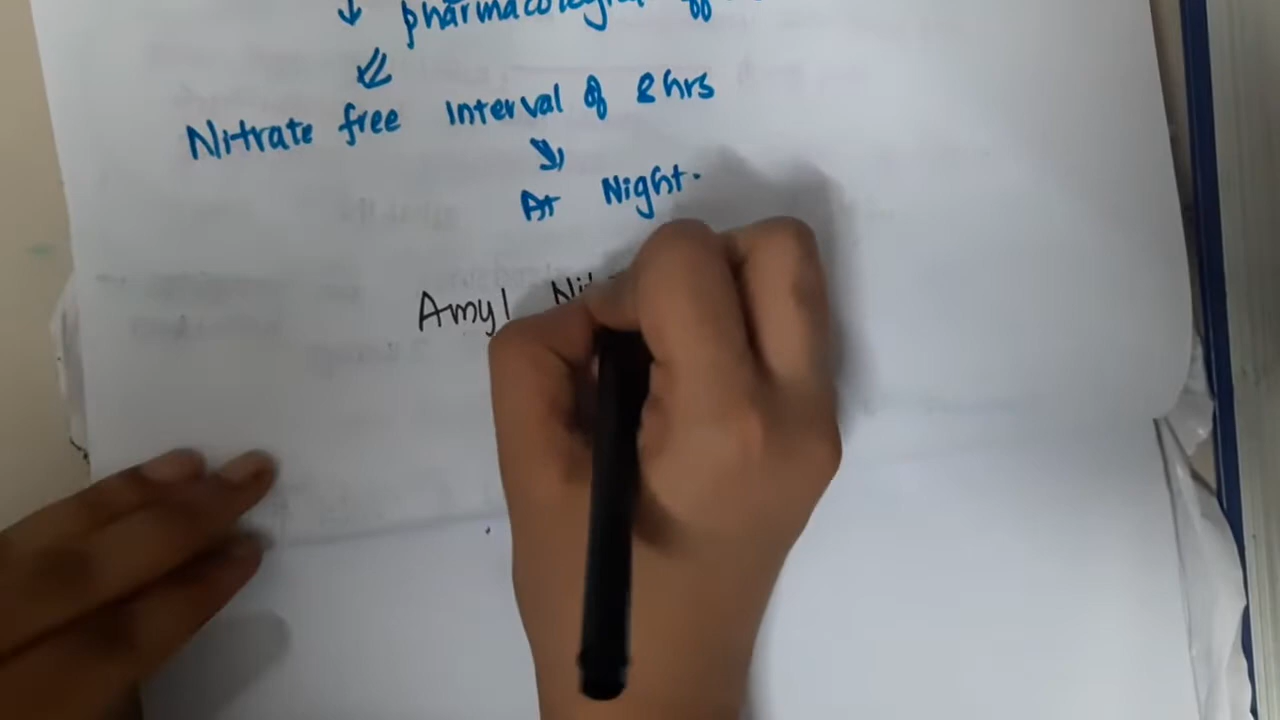 ↓ pharmacological
Nitrate free Interval of 8hrs
At Night.
Amyl